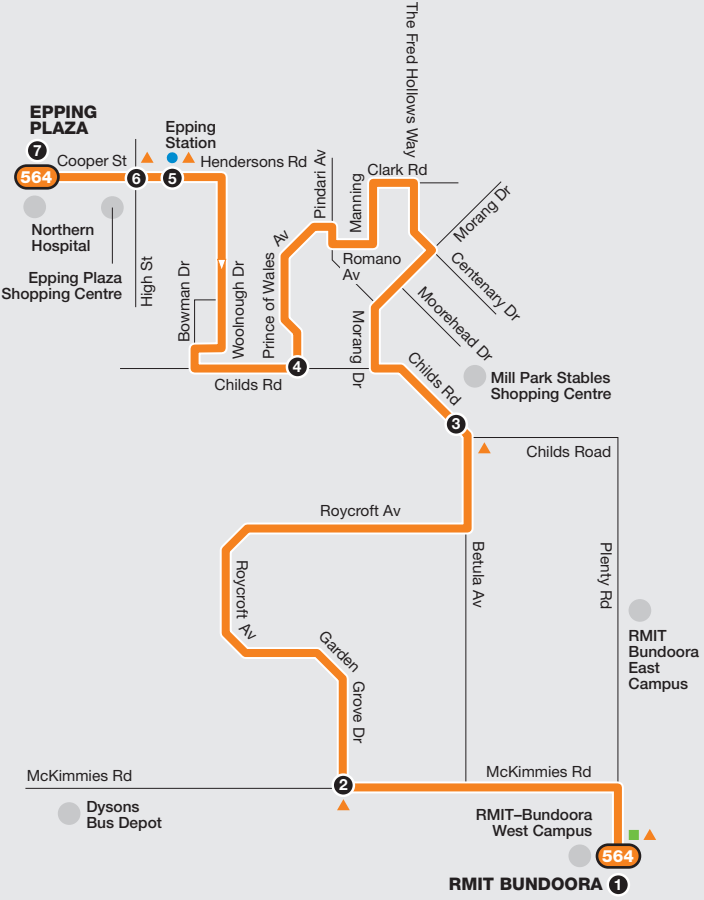 The Fred Hollows Way
EPPING
PLAZA
7
564
Cooper St
6
Epping
Station
5
Hendersons Rd
Northern
Hospital
Epping Plaza
Shopping Centre
High St
Bowman Dr
Woolnough Dr
Prince of Wales
Av
Pindari Av
Manning
Clark Rd
Romano
Av
Morang Dr
Centenary Dr
Moorehead Dr
Morang Dr
Childs Rd
4
Childs Rd
3
Mill Park Stables
Shopping Centre
Childs Road
Roycroft Av
Roycroft Av
Betula Av
Plenty Rd
RMIT
Bundoora
East
Campus
Garden
Grove Dr
McKimmies Rd
2
McKimmies Rd
Dysons
Bus Depot
RMIT–Bundoora
West Campus
564
RMIT BUNDOORA 1